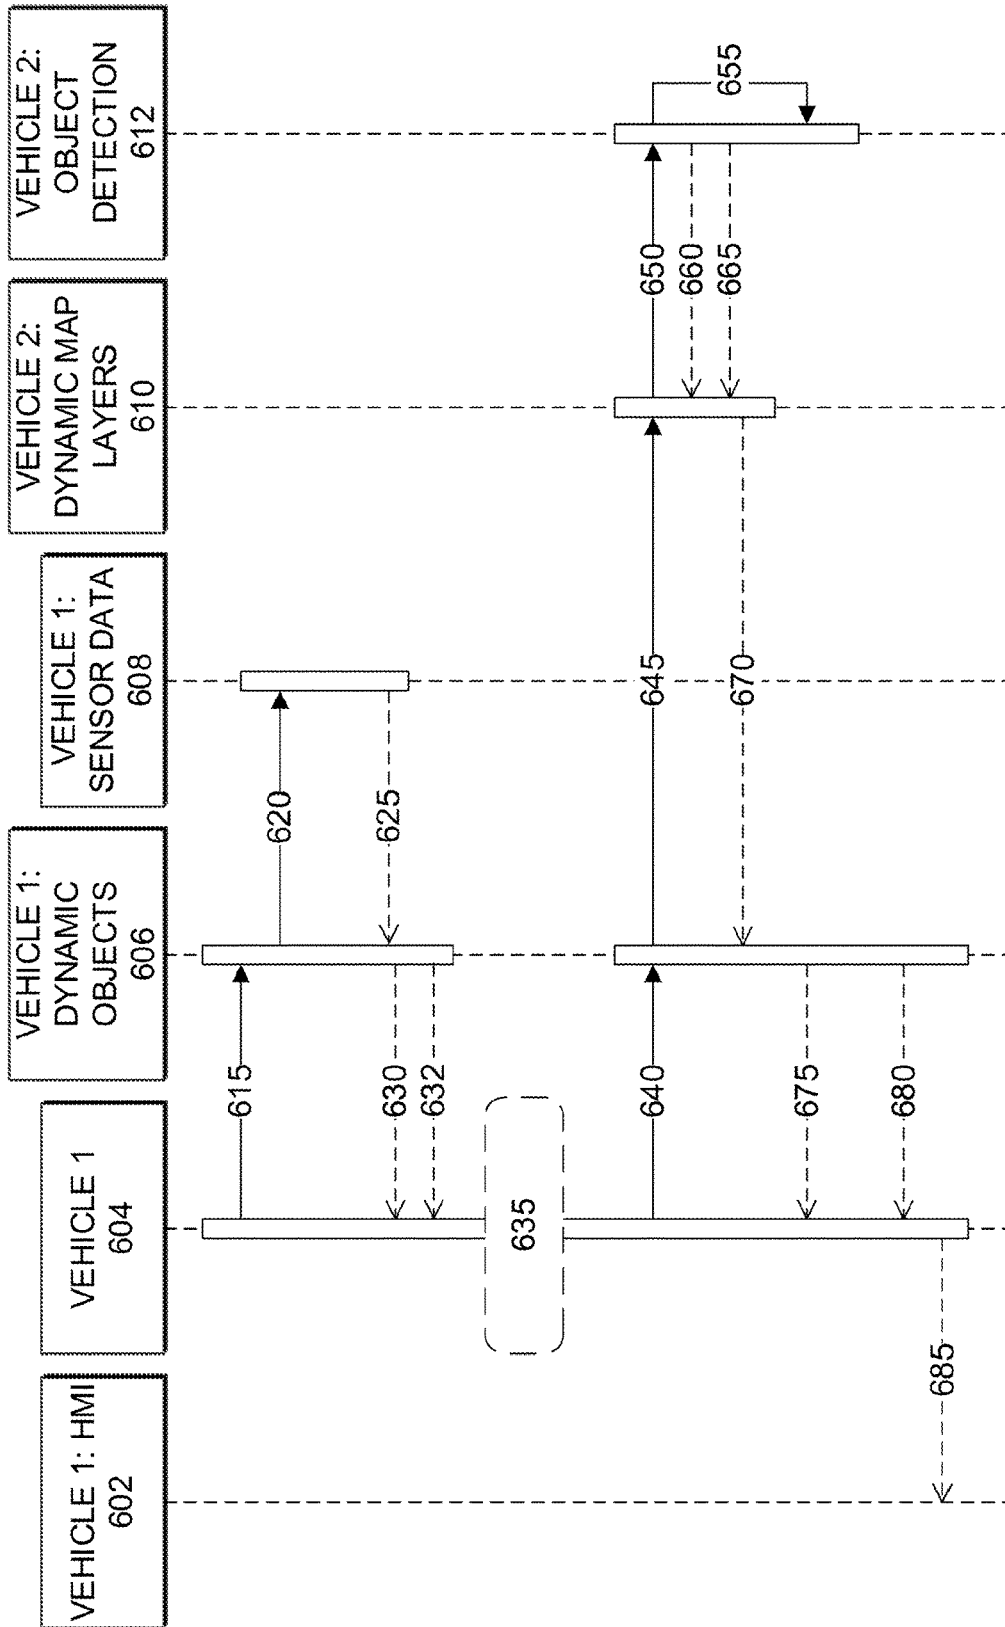 VEHICLE 1: HMI
602
VEHICLE 1
604
VEHICLE 1:
DYNAMIC
OBJECTS
606
VEHICLE 1:
SENSOR DATA
608
VEHICLE 2:
DYNAMIC MAP
LAYERS
610
VEHICLE 2:
OBJECT
DETECTION
612
615
620
625
630
632
635
640
645
650
655
660
665
670
675
680
685